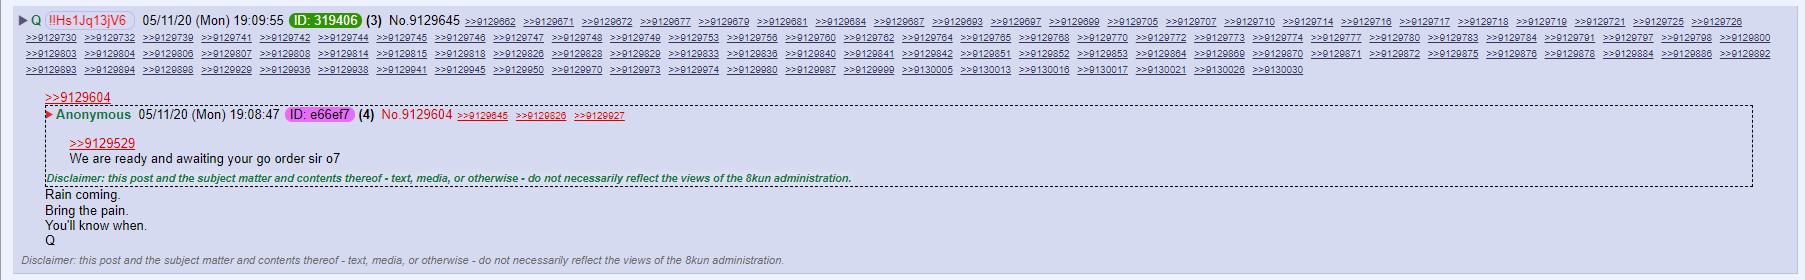 ▶ Q !!Hs1Jq13jV6 05/11/20 (Mon) 19:09:55 ID: 319406 (3) No.9129645 >>9129662 >>9129671 >>9129672 >>9129677 >>9129679 >>9129681 >>9129684 >>9129687 >>9129693 >>9129697 >>9129699 >>9129705 >>9129707 >>9129710 >>9129714 >>9129716 >>9129717 >>9129718 >>9129719 >>9129721 >>9129725 >>9129726
>>9129730 >>9129732 >>9129739 >>9129741 >>9129742 >>9129744 >>9129745 >>9129746 >>9129747 >>9129748 >>9129749 >>9129753 >>9129756 >>9129760 >>9129762 >>9129764 >>9129765 >>9129768 >>9129770 >>9129772 >>9129773 >>9129774 >>9129777 >>9129780 >>9129783 >>9129784 >>9129791 >>9129797 >>9129798 >>9129800
>>9129803 >>9129804 >>9129806 >>9129807 >>9129808 >>9129814 >>9129815 >>9129818 >>9129826 >>9129828 >>9129829 >>9129833 >>9129836 >>9129840 >>9129841 >>9129842 >>9129851 >>9129852 >>9129853 >>9129864 >>9129869 >>9129870 >>9129871 >>9129872 >>9129875 >>9129876 >>9129878 >>9129884 >>9129886 >>9129892
>>9129893 >>9129894 >>9129898 >>9129929 >>9129936 >>9129938 >>9129941 >>9129945 >>9129950 >>9129970 >>9129973 >>9129974 >>9129980 >>9129987 >>9129999 >>9130005 >>9130013 >>9130016 >>9130017 >>9130021 >>9130026 >>9130030
>>9129604
▶ Anonymous 05/11/20 (Mon) 19:08:47 ID: e66ef7 (4) No.9129604 >>9129645 >>9129826 >>9129927
>>9129529
We are ready and awaiting your go order sir o7
Disclaimer: this post and the subject matter and contents thereof - text, media, or otherwise - do not necessarily reflect the views of the 8kun administration.
Rain coming.
Bring the pain.
You'll know when.
Q
Disclaimer: this post and the subject matter and contents thereof - text, media, or otherwise - do not necessarily reflect the views of the 8kun administration.